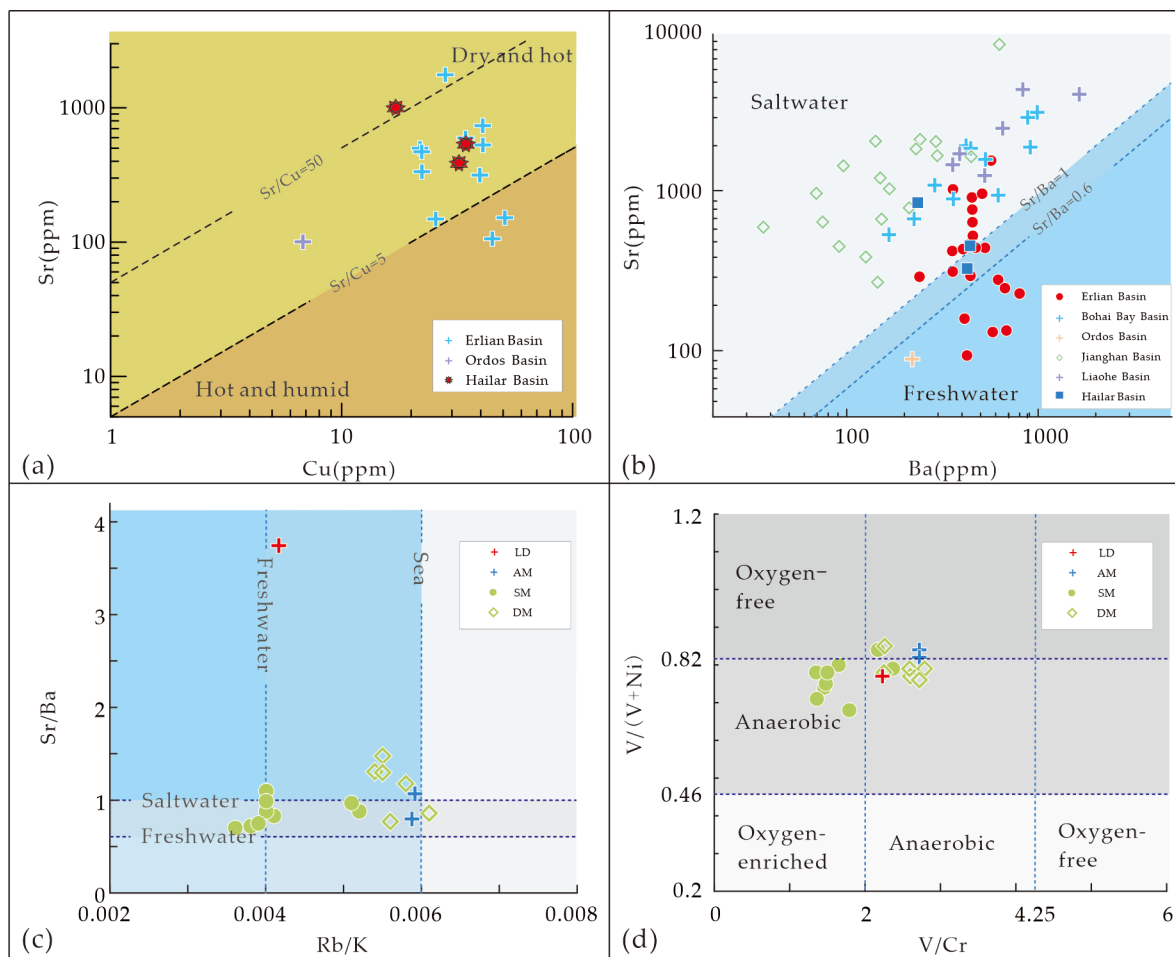 Dry and hot
Sr/Cu=50
Sr/Cu=5
Hot and humid
Erlian Basin
Ordos Basin
Hailar Basin
1000
100
10
1
10
100
Sr(ppm)
Cu(ppm)
(a)
10000
1000
100
100
1000
Sr(ppm)
Ba(ppm)
Saltwater
Sr/Ba=1
Sr/Ba=0.6
Freshwater
Erlian Basin
Bohai Bay Basin
Ordos Basin
Jianghan Basin
Liaohe Basin
Hailar Basin
(b)
4
3
2
1
0
0.002
0.004
0.006
0.008
Sr/Ba
Rb/K
Freshwater
Sea
Saltwater
Freshwater
LD
AM
SM
DM
(c)
1.2
0.82
0.46
0.2
0
2
4.25
6
V/(V+Ni)
V/Cr
Oxygen-
free
Anaerobic
Oxygen-
enriched
Anaerobic
Oxygen-
free
LD
AM
SM
DM
(d)